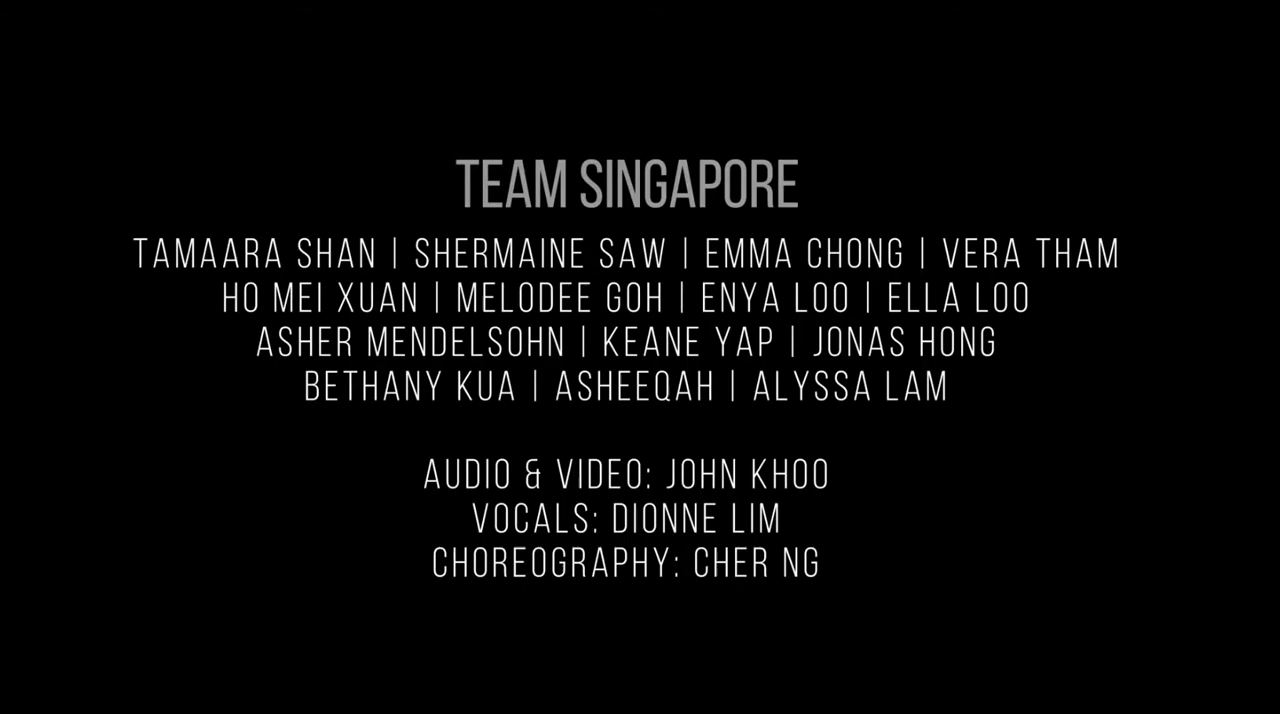 TEAM SINGAPORE
TAMAARA SHAN | SHERMAINE SAW | EMMA CHONG | VERA THAM
HO MEI XUAN | MELODEE GOH | ENYA LOO | ELLA LOO
ASHER MENDELSOHN | KEANE YAP | JONAS HONG
BETHANY KUA | ASHEEQAH | ALYSSA LAM
AUDIO & VIDEO: JOHN KHOO
VOCALS: DIONNE LIM
CHOREOGRAPHY: CHER NG